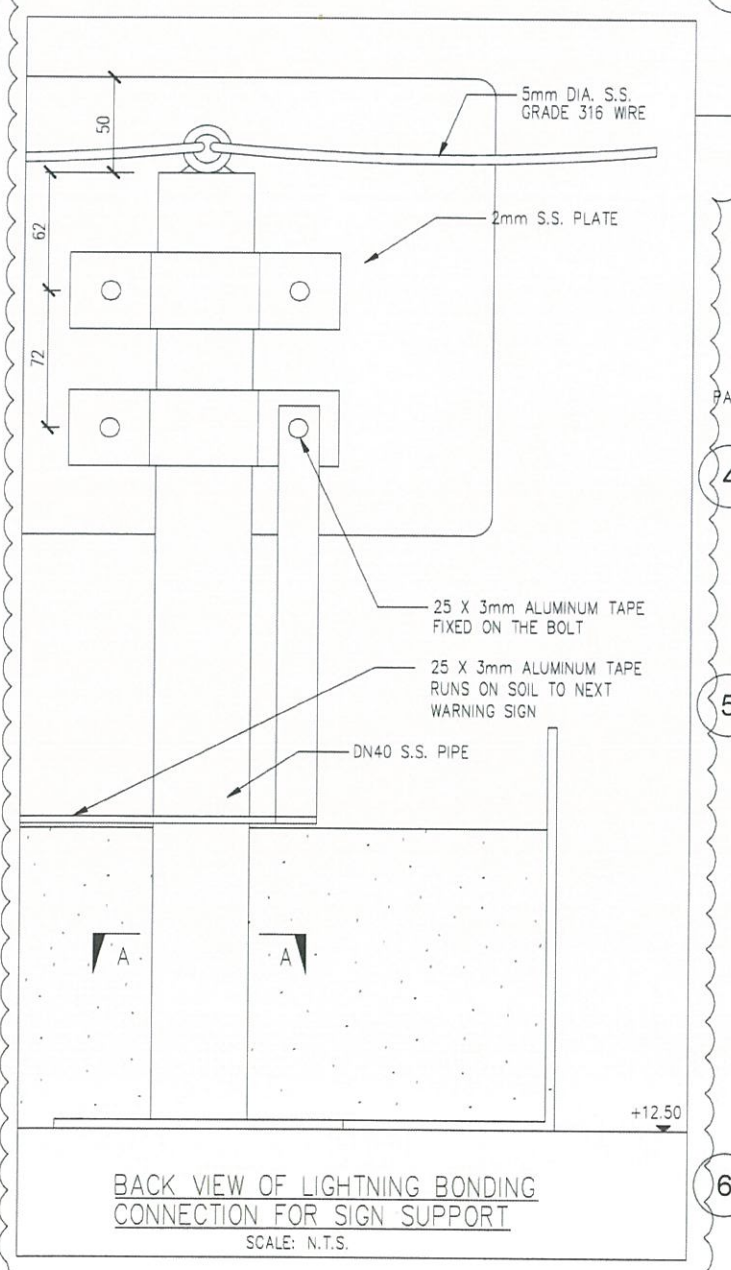 50
5mm DIA. S.S.
GRADE 316 WIRE
62
2mm S.S. PLATE
72
PA
4
25 X 3mm ALUMINUM TAPE
FIXED ON THE BOLT
25 X 3mm ALUMINUM TAPE
RUNS ON SOIL TO NEXT
WARNING SIGN
5
DN40 S.S. PIPE
A A
+12.50
BACK VIEW OF LIGHTNING BONDING
CONNECTION FOR SIGN SUPPORT
SCALE: N.T.S.
6